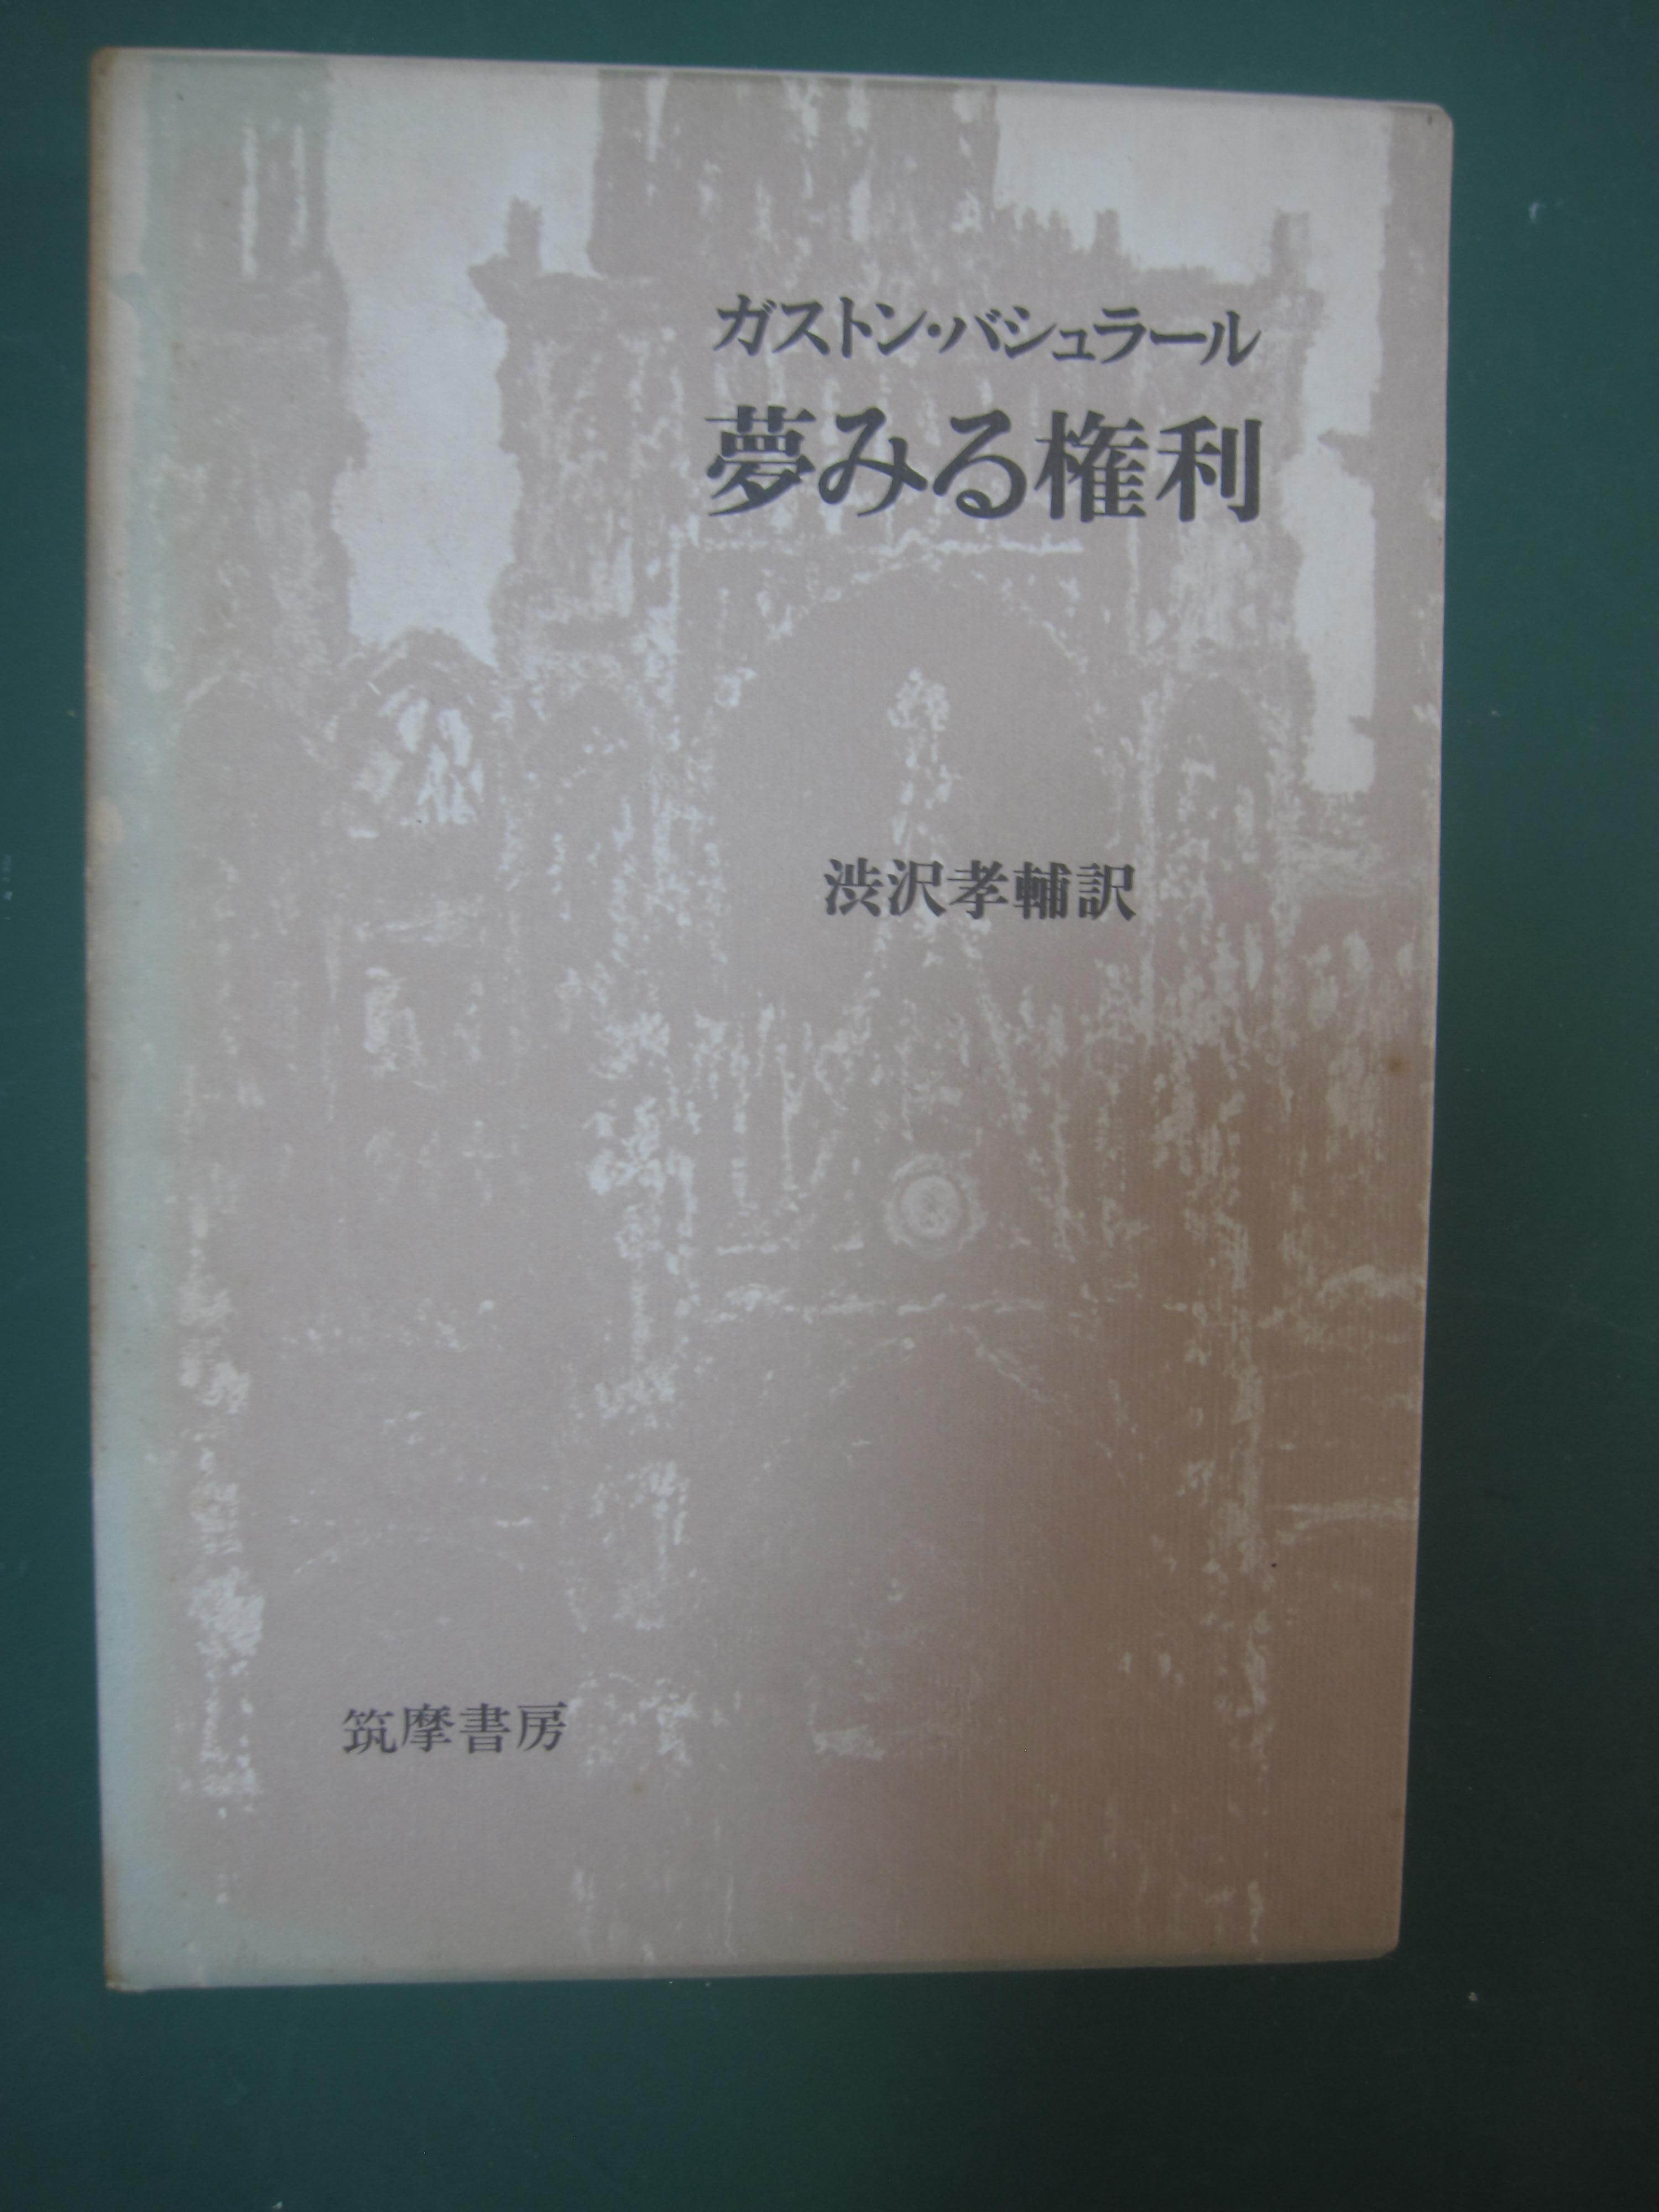 ガストン・バシュラール
夢みる権利
渋沢孝輔訳
筑摩書房